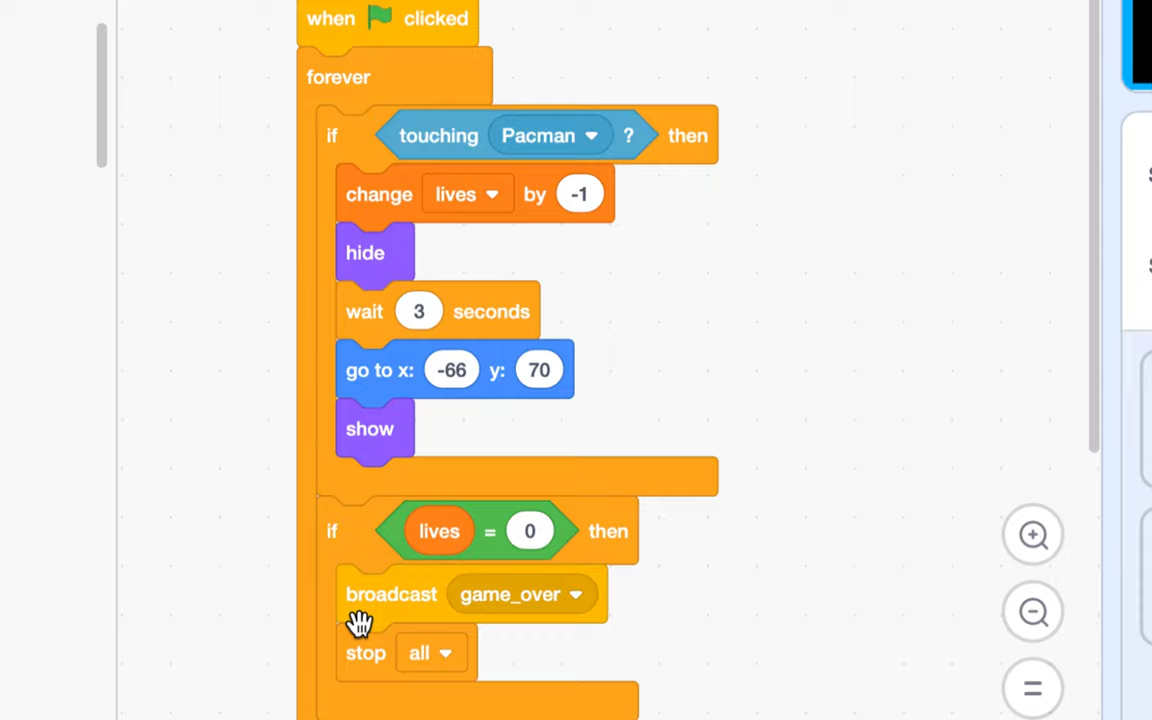 when clicked
forever
if touching Pacman ? then
change lives by -1
hide
wait 3 seconds
go to x: -66 y: 70
show
if lives = 0 then
broadcast game_over
stop all